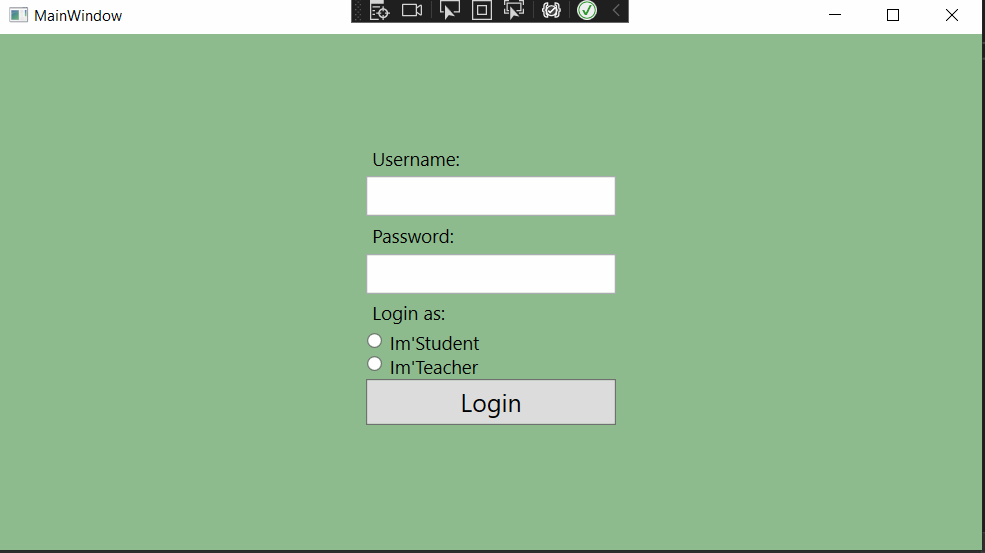 MainWindow
Username:
Password:
Login as:
Im'Student
Im'Teacher
Login